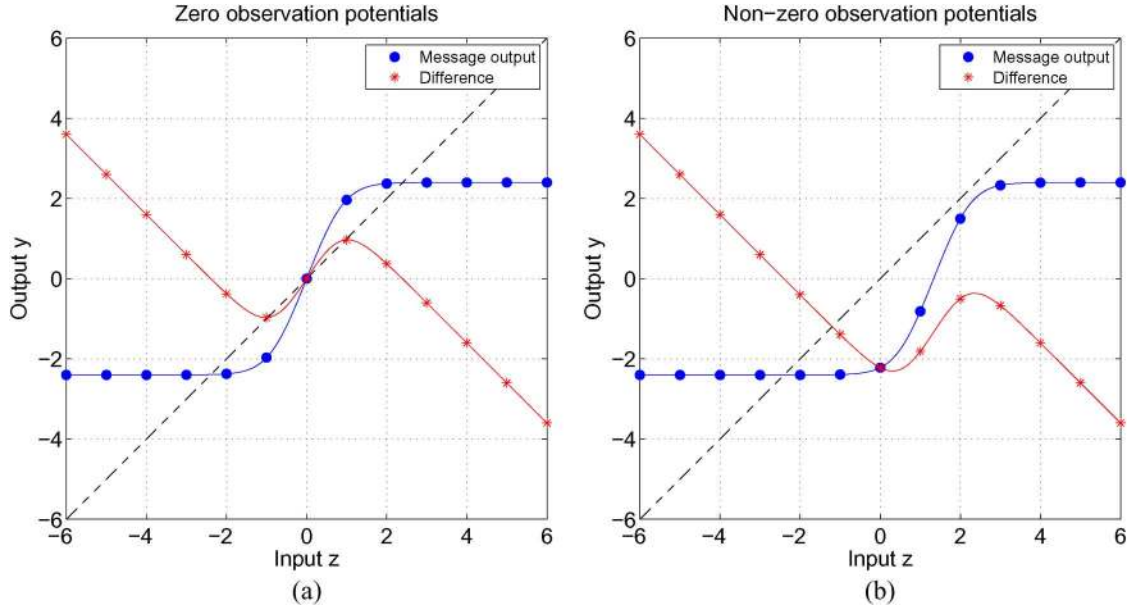 Zero observation potentials
Message output
Difference
6
4
2
0
−2
−4
−6
Output y
−6 −4 −2 0 2 4 6
Input z
(a)
Non−zero observation potentials
Message output
Difference
6
4
2
0
−2
−4
−6
Output y
−6 −4 −2 0 2 4 6
Input z
(b)